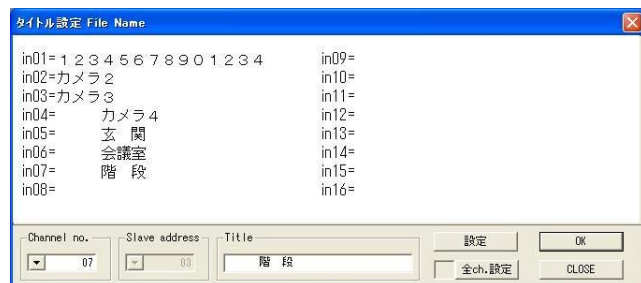 タイトル設定 File Name
in01=１２３４５６７８９０１２３４
in02=カメラ２
in03=カメラ３
in04=　　カメラ４
in05=　　玄　関
in06=　　会議室
in07=　　階　段
in08=
in09=
in10=
in11=
in12=
in13=
in14=
in15=
in16=
Channel no.
07
Slave address
03
Title
階　段
設定
全ch.設定
OK
CLOSE